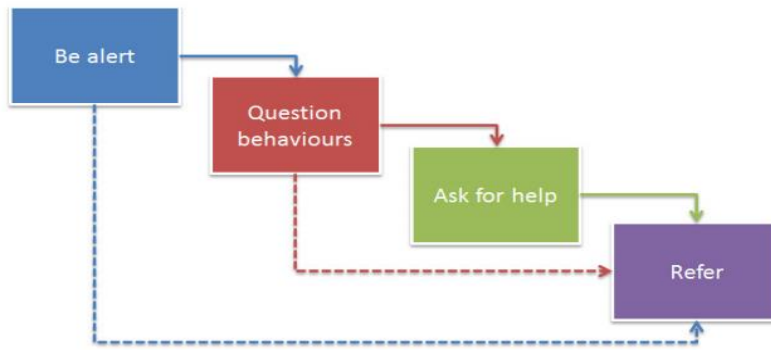 Be alert
Question
behaviours
Ask for help
Refer